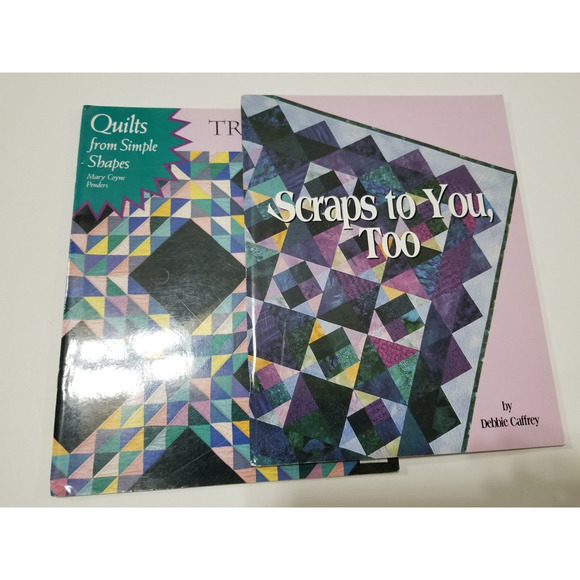 Quilts
from Simple
Shapes
Mary Coyne
Penders
TR
Scraps to You,
Too
by
Debbie Caffrey